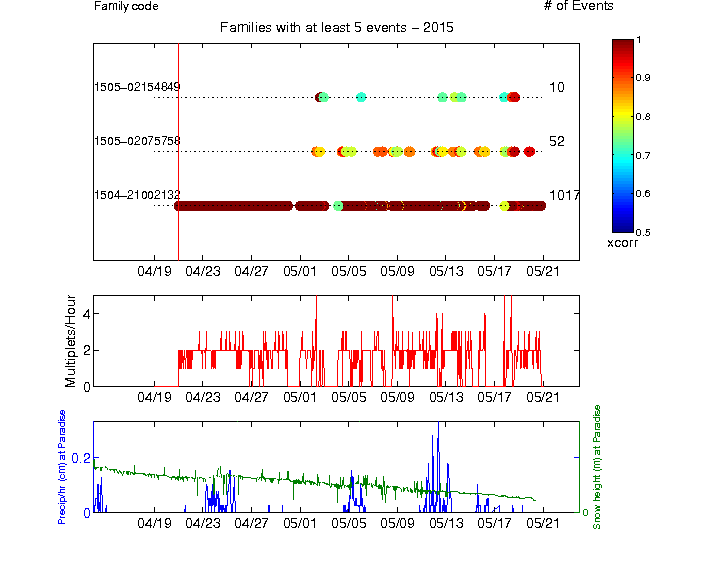 Family code
# of Events
Families with at least 5 events – 2015
1505–02154849 10
1505–02075758 52
1504–21002132 1017
04/19 04/23 04/27 05/01 05/05 05/09 05/13 05/17 05/21
1
0.9
0.8
0.7
0.6
0.5
xcorr
Multiplets/Hour
4
2
0
04/19 04/23 04/27 05/01 05/05 05/09 05/13 05/17 05/21
Precip/hr (cm) at Paradise
0.2
0
Snow height (m) at Paradise
0
04/19 04/23 04/27 05/01 05/05 05/09 05/13 05/17 05/21